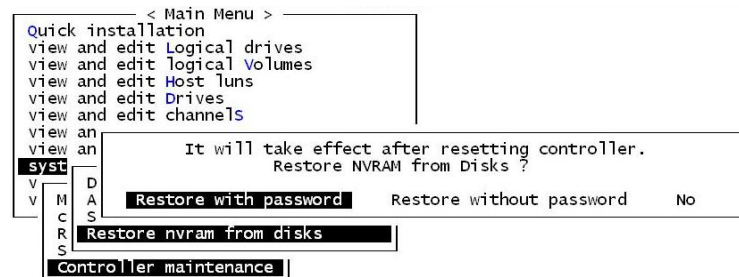 < Main Menu >
Quick installation
view and edit Logical drives
view and edit logical Volumes
view and edit Host luns
view and edit Drives
view and edit channelS
view an
view an
It will take effect after resetting controller.
Restore NVRAM from Disks ?
syst
v
D
Restore with password Restore without password No
v
M
A
c
S
R
Restore nvram from disks
S
Controller maintenance